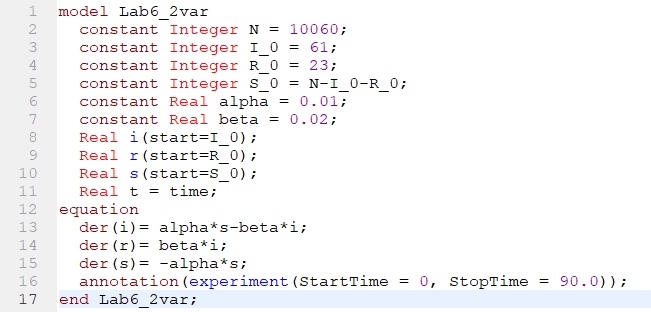 1 model Lab6_2var
2   constant Integer N = 10060;
3   constant Integer I_0 = 61;
4   constant Integer R_0 = 23;
5   constant Integer S_0 = N-I_0-R_0;
6   constant Real alpha = 0.01;
7   constant Real beta = 0.02;
8   Real i(start=I_0);
9   Real r(start=R_0);
10   Real s(start=S_0);
11   Real t = time;
12 equation
13   der(i)= alpha*s-beta*i;
14   der(r)= beta*i;
15   der(s)= -alpha*s;
16   annotation(experiment(StartTime = 0, StopTime = 90.0));
17 end Lab6_2var;